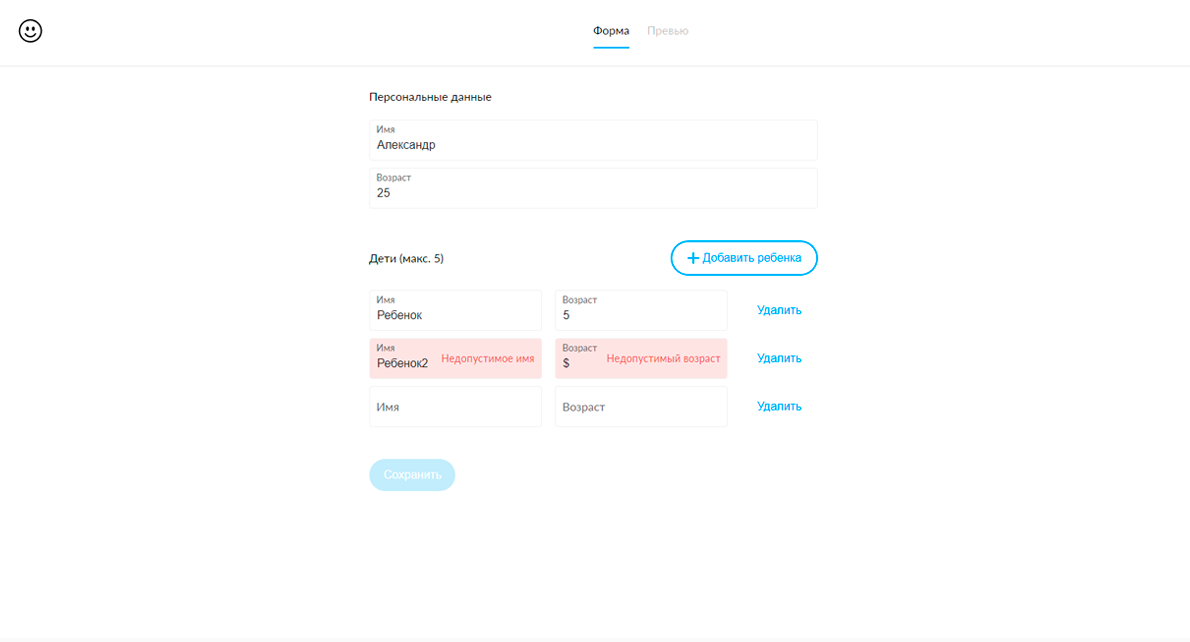 Форма Превью
Персональные данные
Имя
Александр
Возраст
25
Дети (макс. 5) + Добавить ребенка
Имя Возраст
Ребенок 5 Удалить
Имя Возраст
Ребенок2 Недопустимое имя $ Недопустимый возраст Удалить
Имя Возраст Удалить
Сохранить